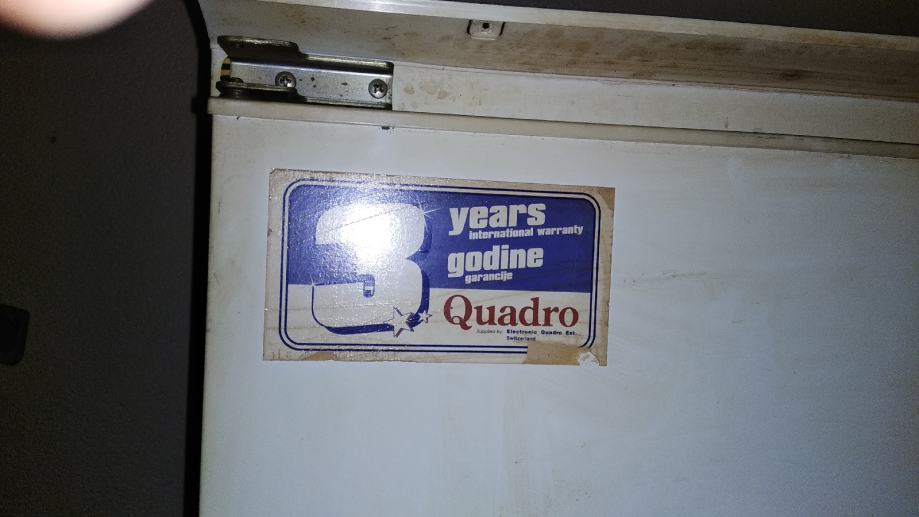 3 years
international warranty
godine
garancije
Quadro
Supplied by: Electronic Quadro Est.
Switzerland